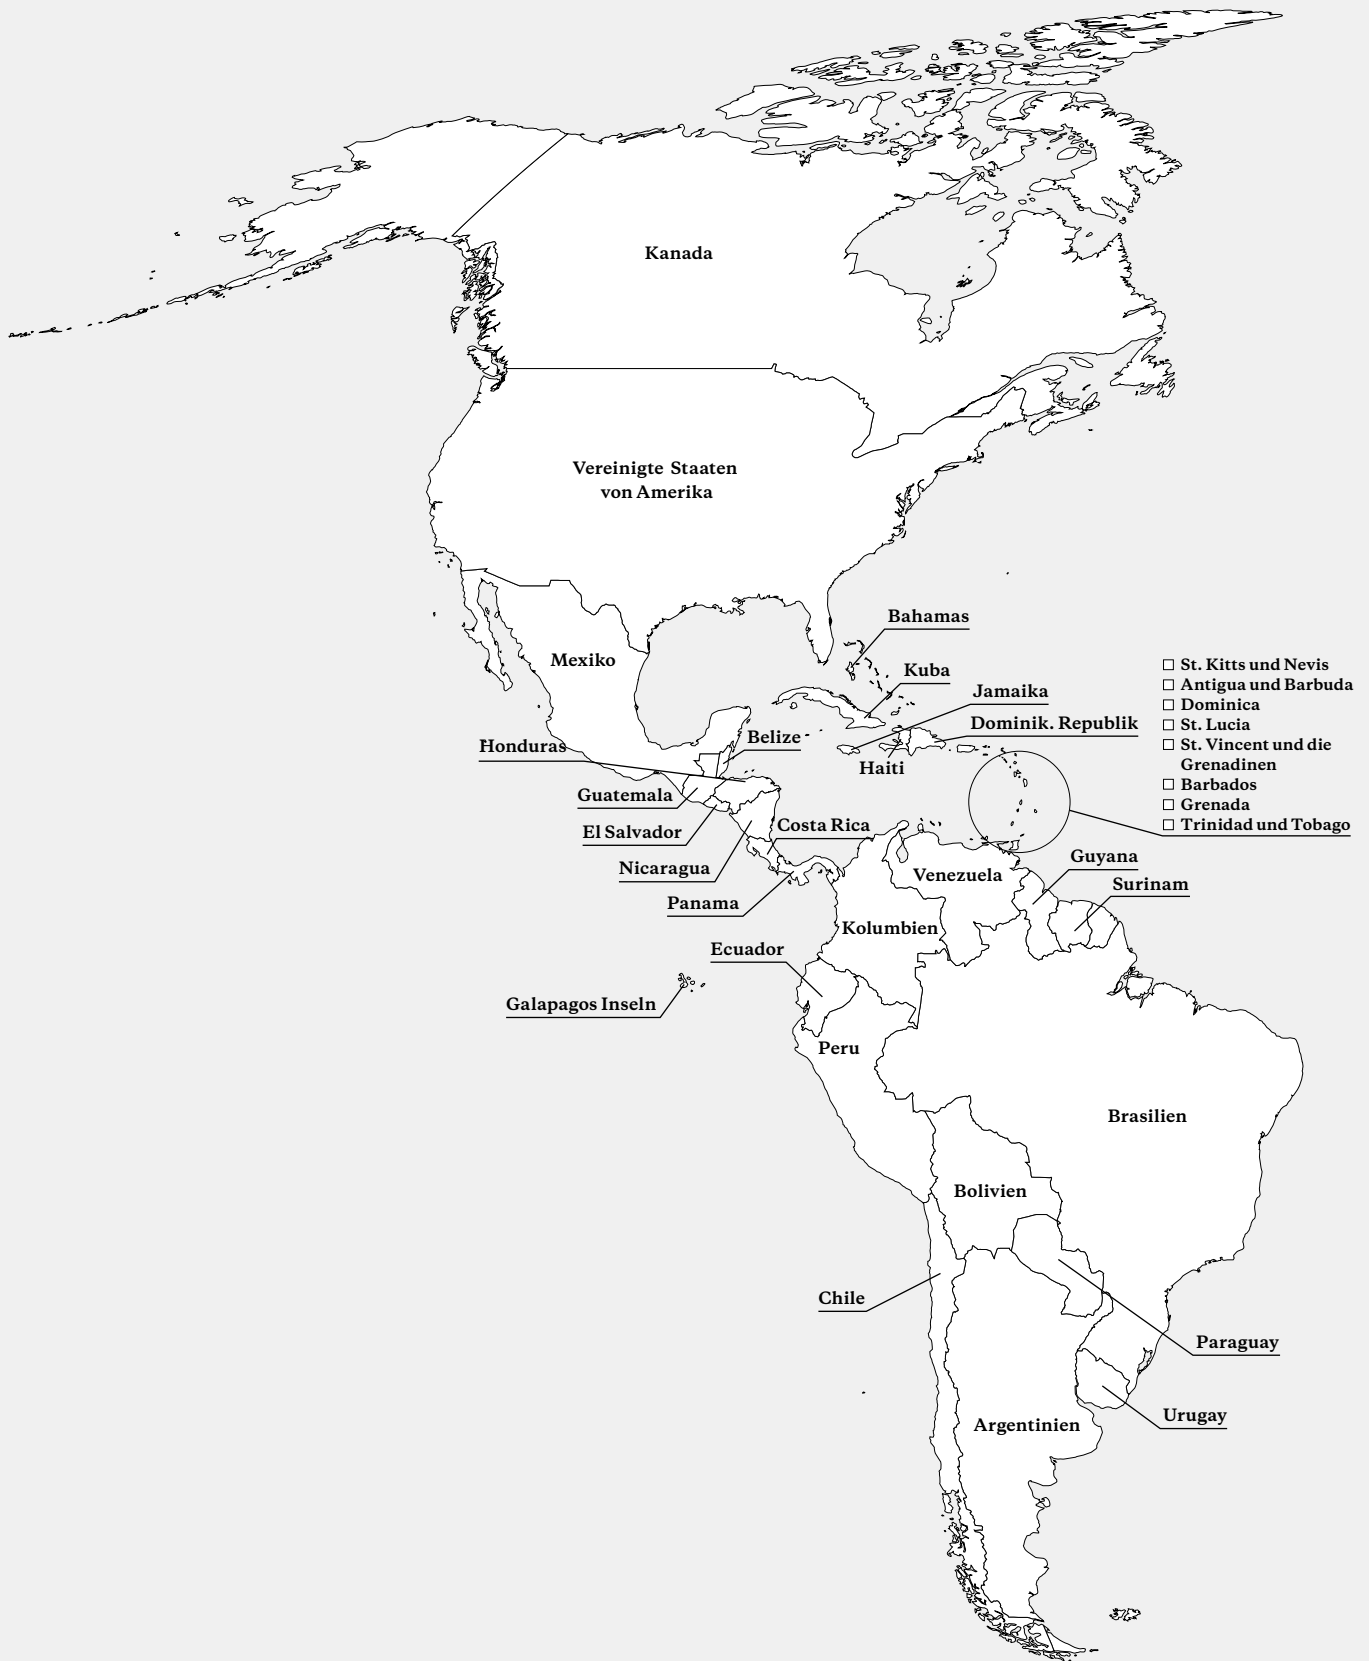 Kanada
Vereinigte Staaten
von Amerika
Bahamas
Mexiko
Kuba
St. Kitts und Nevis
Antigua und Barbuda
Jamaika
Dominica
Dominik. Republik
St. Lucia
Belize
Honduras
St. Vincent und die
Grenadinen
Haiti
Barbados
Guatemala
Grenada
Costa Rica
Trinidad und Tobago
El Salvador
Guyana
Nicaragua
Venezuela
Surinam
Panama
Kolumbien
Ecuador
Galapagos Inseln
Peru
Brasilien
Bolivien
Chile
Paraguay
Urugay
Argentinien